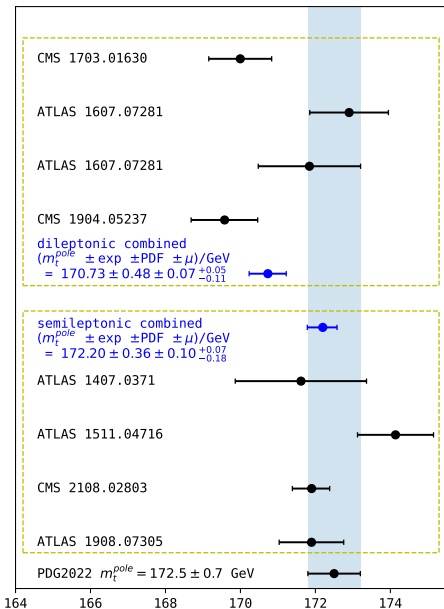 CMS 1703.01630
ATLAS 1607.07281
ATLAS 1607.07281
CMS 1904.05237
dileptonic combined
(m_t^{pole} ± exp ±PDF ± μ)/GeV
= 170.73 ± 0.48 ± 0.07 ^{+0.05}_{−0.11}
semileptonic combined
(m_t^{pole} ± exp ±PDF ± μ)/GeV
= 172.20 ± 0.36 ± 0.10 ^{+0.07}_{−0.18}
ATLAS 1407.0371
ATLAS 1511.04716
CMS 2108.02803
ATLAS 1908.07305
PDG2022 m_t^{pole} = 172.5 ± 0.7 GeV
164 166 168 170 172 174